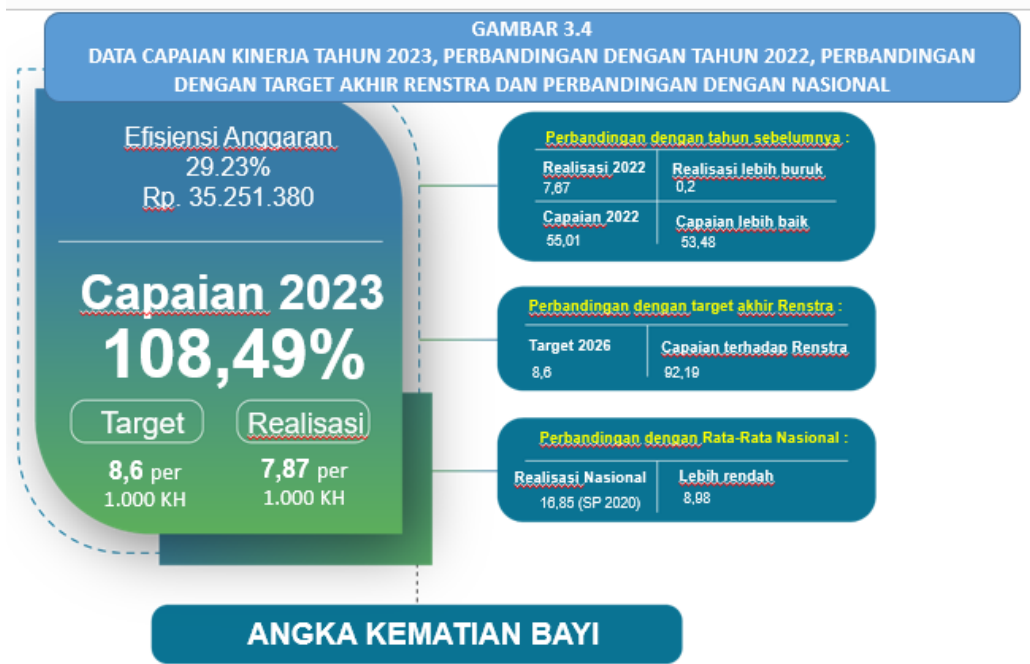 GAMBAR 3.4
DATA CAPAIAN KINERJA TAHUN 2023, PERBANDINGAN DENGAN TAHUN 2022, PERBANDINGAN
DENGAN TARGET AKHIR RENSTRA DAN PERBANDINGAN DENGAN NASIONAL
Efisiensi Anggaran
29.23%
Rp. 35.251.380
Capaian 2023
108,49%
Target
Realisasi
8,6 per
1.000 KH
7,87 per
1.000 KH
Perbandingan dengan tahun sebelumnya :
Realisasi 2022
7,67
Realisasi lebih buruk
0,2
Capaian 2022
55,01
Capaian lebih baik
53,48
Perbandingan dengan target akhir Renstra :
Target 2026
8,6
Capaian terhadap Renstra
92,19
Perbandingan dengan Rata-Rata Nasional :
Realisasi Nasional
16,85 (SP 2020)
Lebih rendah
8,98
ANGKA KEMATIAN BAYI